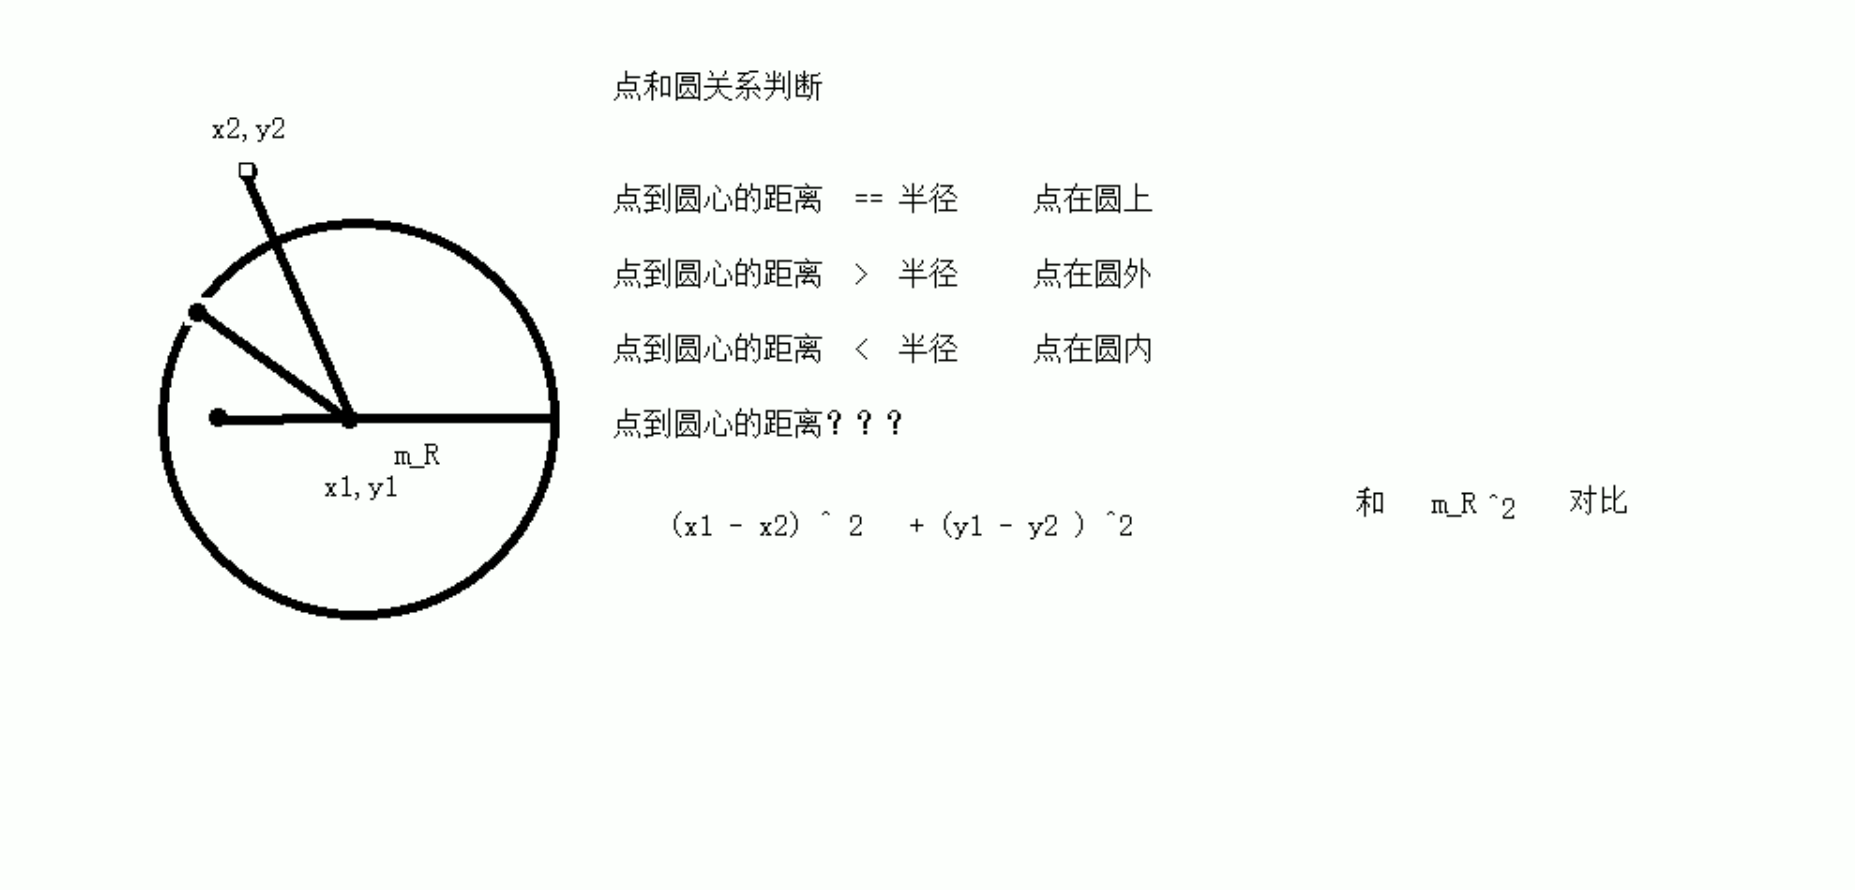 点和圆关系判断
x2,y2
点到圆心的距离 == 半径 点在圆上
点到圆心的距离 > 半径 点在圆外
点到圆心的距离 < 半径 点在圆内
点到圆心的距离？？？
m_R
x1,y1
(x1 - x2) ^ 2 + (y1 - y2 ) ^2
和 m_R ^2 对比